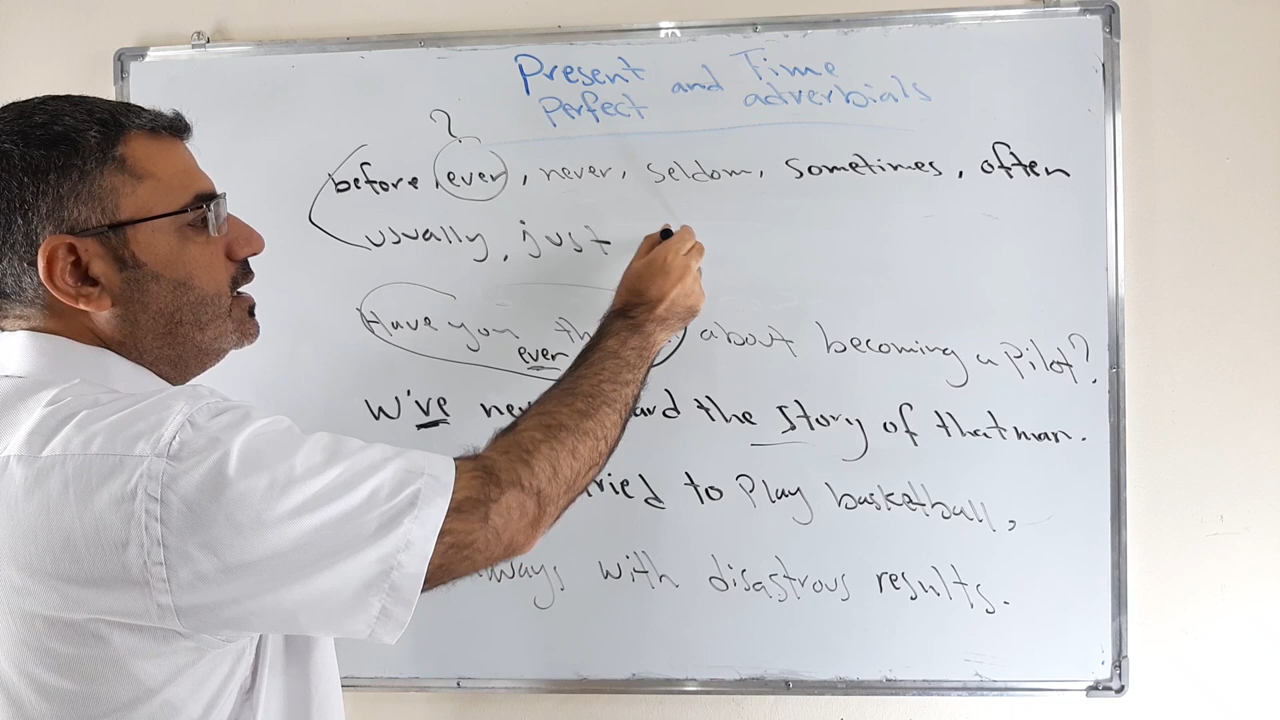 Present and Time
Perfect adverbials
?
before, ever, never, seldom, sometimes, often
usually, just
Have you about becoming a pilot?
ever
W've the story of that man.
to play basketball,
with disastrous results.